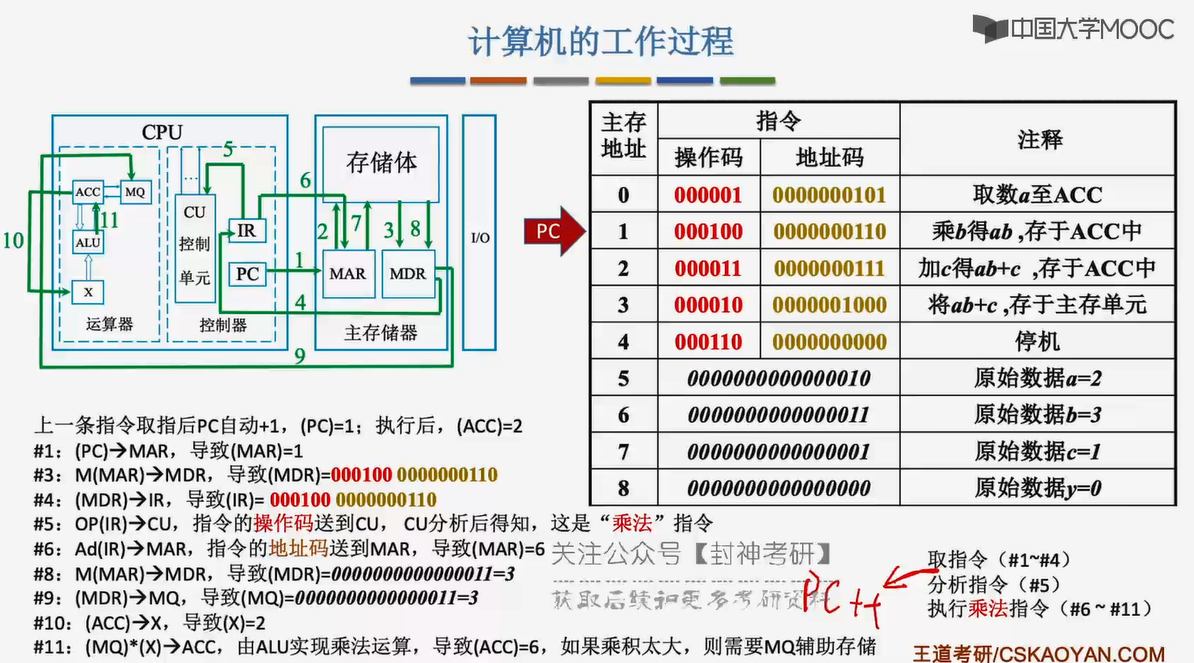 中国大学MOOC
计算机的工作过程
CPU
ACC
MQ
ALU
X
运算器
CU
控制
单元
IR
PC
控制器
存储体
MAR
MDR
主存储器
I/O
1
2
3
4
5
6
7
8
9
10
11
PC
主存地址 指令 注释
操作码 地址码
0 000001 0000000101 取数a至ACC
1 000100 0000000110 乘b得ab ,存于ACC中
2 000011 0000000111 加c得ab+c ,存于ACC中
3 000010 0000001000 将ab+c ,存于主存单元
4 000110 0000000000 停机
5 0000000000000010 原始数据a=2
6 0000000000000011 原始数据b=3
7 0000000000000001 原始数据c=1
8 0000000000000000 原始数据y=0
上一条指令取指后PC自动+1，(PC)=1；执行后，(ACC)=2
#1：(PC)→MAR，导致(MAR)=1
#3：M(MAR)→MDR，导致(MDR)=000100 0000000110
#4：(MDR)→IR，导致(IR)= 000100 0000000110
#5：OP(IR)→CU，指令的操作码送到CU， CU分析后得知，这是“乘法”指令
#6：Ad(IR)→MAR，指令的地址码送到MAR，导致(MAR)=6
#8：M(MAR)→MDR，导致(MDR)=0000000000000011=3
#9：(MDR)→MQ，导致(MQ)=0000000000000011=3
#10：(ACC)→X，导致(X)=2
#11：(MQ)*(X)→ACC，由ALU实现乘法运算，导致(ACC)=6，如果乘积太大，则需要MQ辅助存储
关注公众号【封神考研】
获取后续和更多考研资料
PC++
取指令（#1~#4）
分析指令（#5）
执行乘法指令（#6 ~ #11）
王道考研/CSKAOYAN.COM